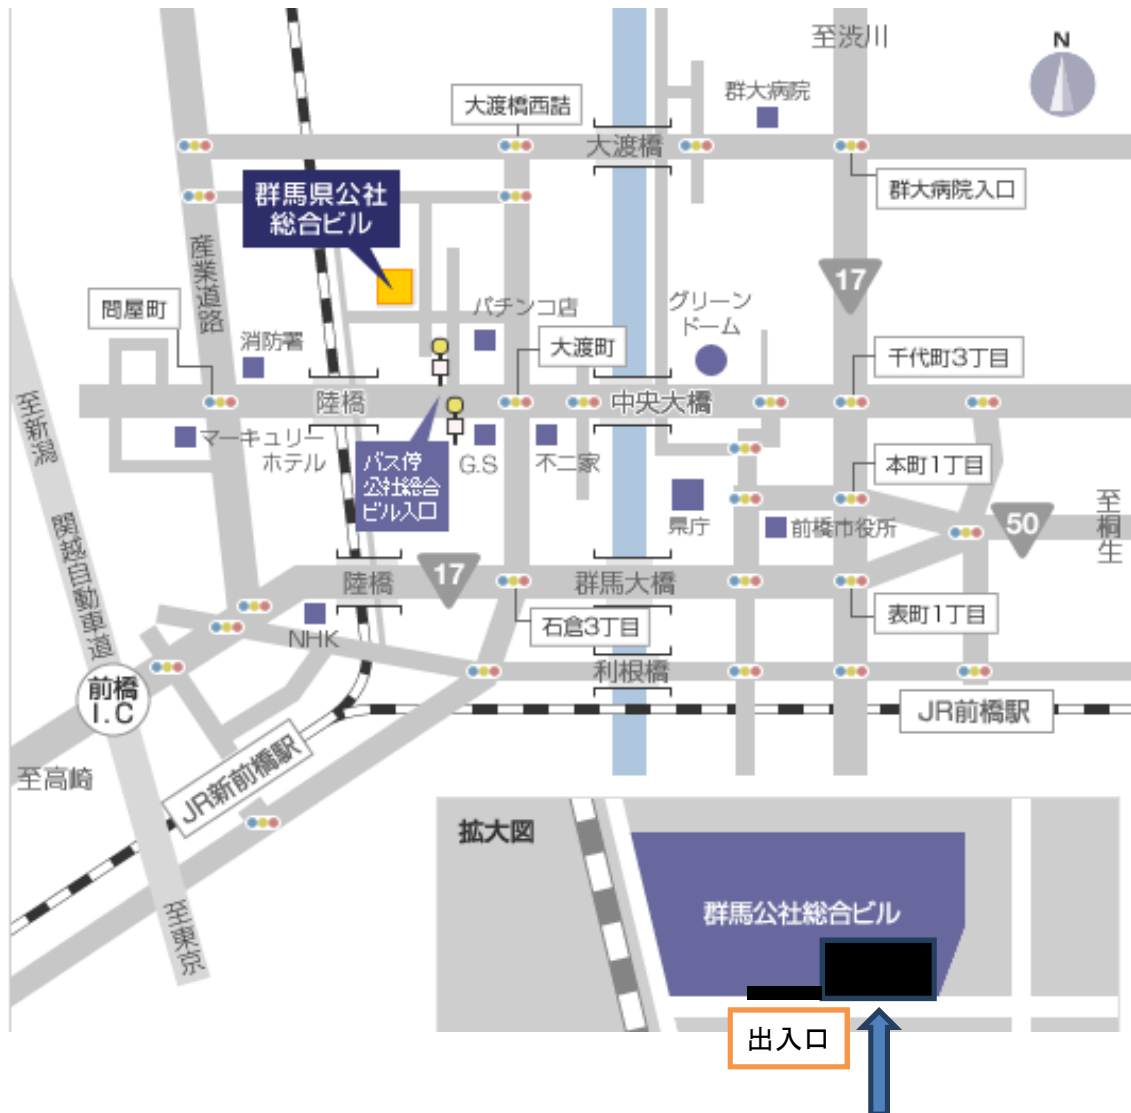 至渋川
N
群大病院
大渡橋西詰
大渡橋
群馬県公社
総合ビル
群大病院入口
産業道路
17
問屋町
消防署
パチンコ店
グリーン
ドーム
大渡町
千代町3丁目
至新潟
陸橋
中央大橋
マーキュリー
ホテル
バス停
公社総合
ビル入口
G.S
不二家
本町1丁目
県庁
前橋市役所
50
至桐生
関越自動車道
陸橋
17
群馬大橋
NHK
石倉3丁目
表町1丁目
利根橋
前橋
I.C
JR前橋駅
至高崎
JR新前橋駅
拡大図
群馬公社総合ビル
至東京
出入口